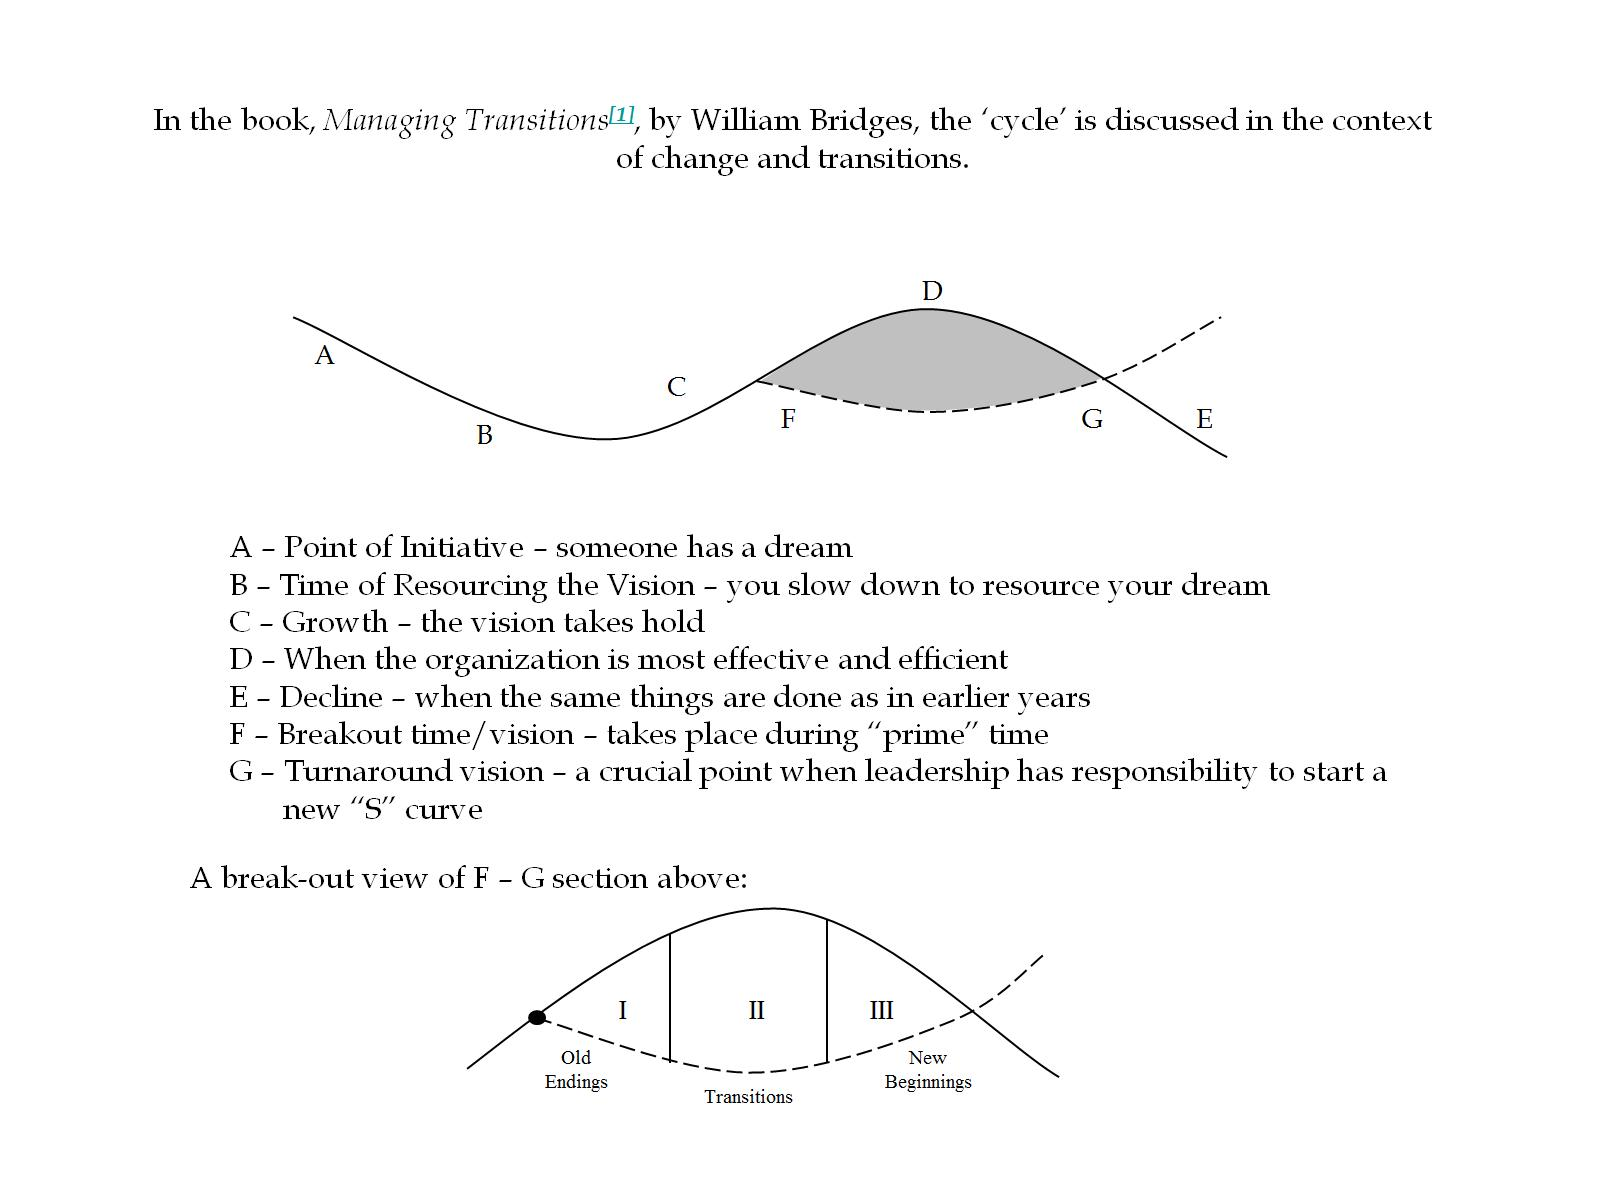 In the book, Managing Transitions[1], by William Bridges, the ‘cycle’ is discussed in the context
of change and transitions.
D
A
C
F
G
E
B
A – Point of Initiative – someone has a dream
B – Time of Resourcing the Vision – you slow down to resource your dream
C – Growth – the vision takes hold
D – When the organization is most effective and efficient
E – Decline – when the same things are done as in earlier years
F – Breakout time/vision – takes place during “prime” time
G – Turnaround vision – a crucial point when leadership has responsibility to start a
new “S” curve
A break-out view of F – G section above:
I
II
III
Old
Endings
Transitions
New
Beginnings